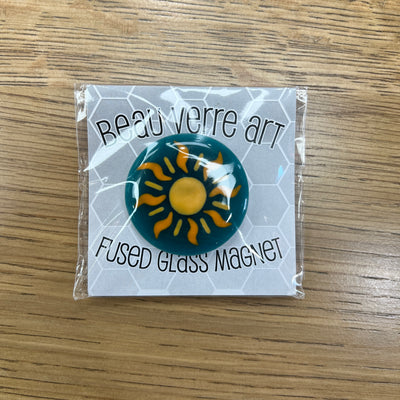 Beau Verre Art
Fused Glass Magnet